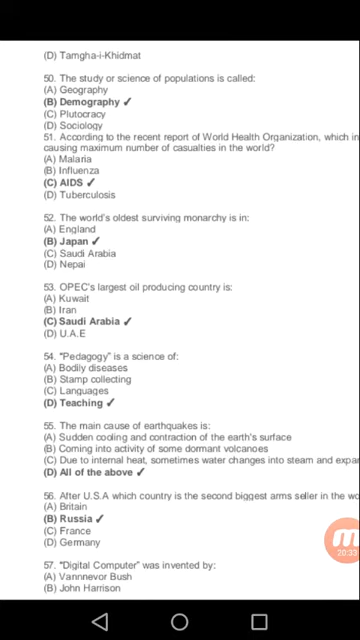 (D) Tamgha-i-Khidmat
50. The study or science of populations is called:
(A) Geography
(B) Demography ✓
(C) Plutocracy
(D) Sociology
51. According to the recent report of World Health Organization, which in
causing maximum number of casualties in the world?
(A) Malaria
(B) Influenza
(C) AIDS ✓
(D) Tuberculosis
52. The world's oldest surviving monarchy is in:
(A) England
(B) Japan ✓
(C) Saudi Arabia
(D) Nepai
53. OPEC's largest oil producing country is:
(A) Kuwait
(B) Iran
(C) Saudi Arabia ✓
(D) U.A.E
54. "Pedagogy" is a science of:
(A) Bodily diseases
(B) Stamp collecting
(C) Languages
(D) Teaching ✓
55. The main cause of earthquakes is:
(A) Sudden cooling and contraction of the earth's surface
(B) Coming into activity of some dormant volcanoes
(C) Due to internal heat, sometimes water changes into steam and expa
(D) All of the above ✓
56. After U.S.A which country is the second biggest arms seller in the wo
(A) Britain
(B) Russia ✓
(C) France
(D) Germany
20:33
57. "Digital Computer" was invented by:
(A) Vannnevor Bush
(B) John Harrison